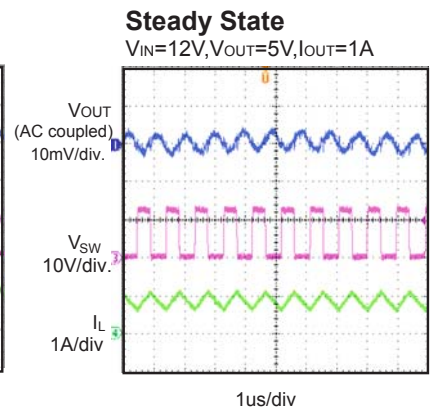 Steady State
VIN=12V,VOUT=5V,IOUT=1A
VOUT
(AC coupled)
10mV/div.
VSW
10V/div.
IL
1A/div
1us/div